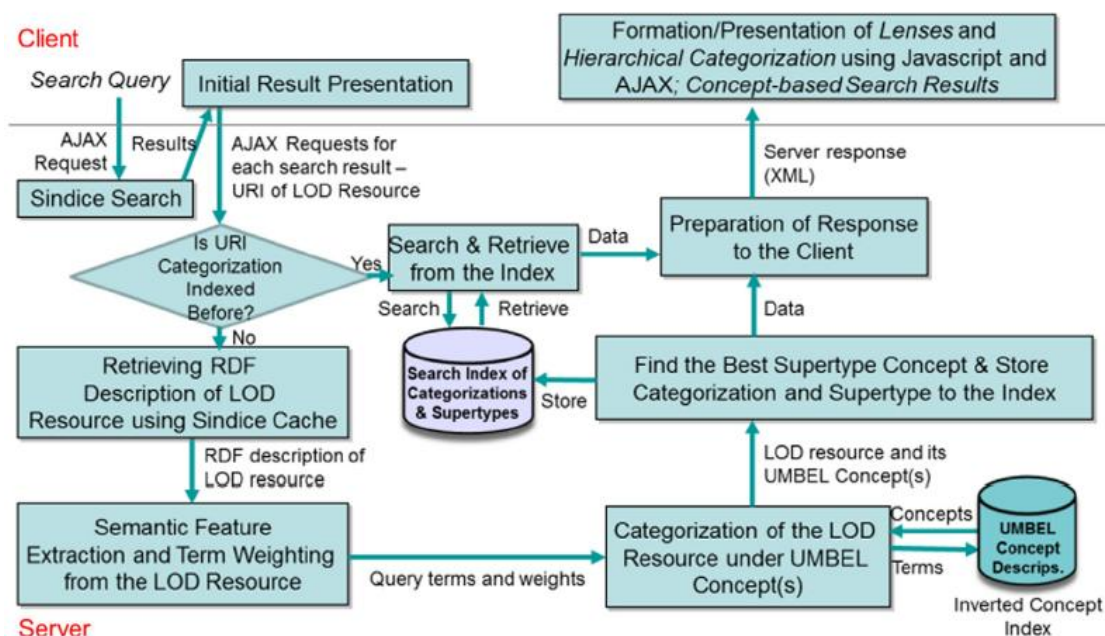 Client
Search Query
Initial Result Presentation
Formation/Presentation of Lenses and
Hierarchical Categorization using Javascript and
AJAX; Concept-based Search Results
AJAX
Request
Results
AJAX Requests for
each search result –
URI of LOD Resource
Server response
(XML)
Sindice Search
Preparation of Response
to the Client
Is URI
Categorization
Indexed
Before?
Yes
Search & Retrieve
from the Index
Data
Search
Retrieve
Data
No
Retrieving RDF
Description of LOD
Resource using Sindice Cache
Search Index of
Categorizations
& Supertypes
Store
Find the Best Supertype Concept & Store
Categorization and Supertype to the Index
RDF description of
LOD resource
LOD resource and its
UMBEL Concept(s)
Semantic Feature
Extraction and Term Weighting
from the LOD Resource
Query terms and weights
Categorization of the LOD
Resource under UMBEL
Concept(s)
Concepts
Terms
UMBEL
Concept
Descrips.
Inverted Concept
Index
Server